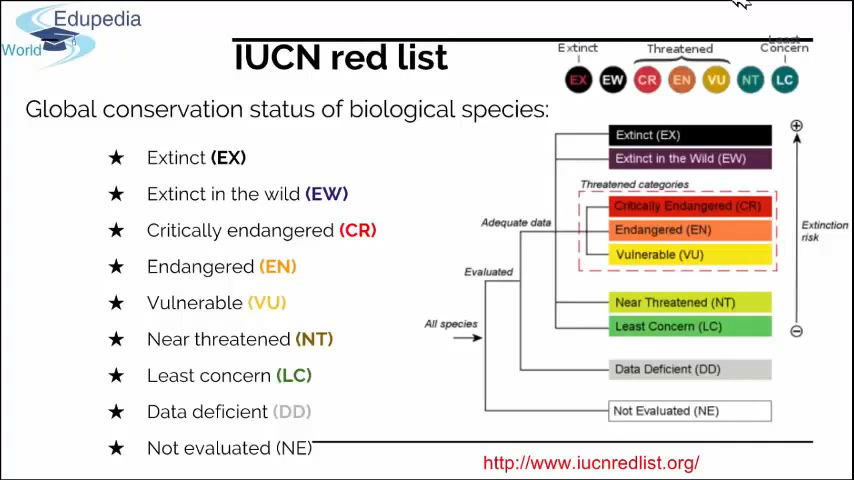 Edupedia
World
IUCN red list
Extinct
Threatened
Least
Concern
EX EW CR EN VU NT LC
Global conservation status of biological species:
★ Extinct (EX)
★ Extinct in the wild (EW)
★ Critically endangered (CR)
★ Endangered (EN)
★ Vulnerable (VU)
★ Near threatened (NT)
★ Least concern (LC)
★ Data deficient (DD)
★ Not evaluated (NE)
All species
Evaluated
Adequate data
Extinct (EX)
Extinct in the Wild (EW)
Threatened categories
Critically Endangered (CR)
Endangered (EN)
Vulnerable (VU)
Near Threatened (NT)
Least Concern (LC)
Data Deficient (DD)
Not Evaluated (NE)
Extinction
risk
http://www.iucnredlist.org/